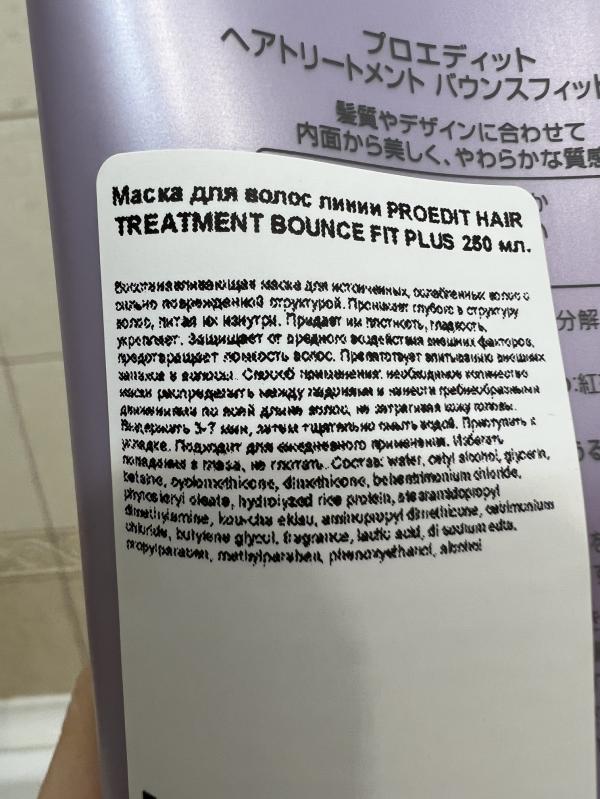 プロエディット
ヘアトリートメント バウンスフィット
髪質やデザインに合わせて
内面から美しく、やわらかな質感
Маска для волос линии PROEDIT HAIR
TREATMENT BOUNCE FIT PLUS 250 мл.
Восстанавливающая маска для истонченных, ослабленных волос с
сильно поврежденной структурой. Проникает глубоко в структуру
волос, питая их изнутри. Придает им плотность, гладкость,
укрепляет. Защищает от вредного воздействия внешних факторов,
предотвращает ломкость волос. Препятствует впитыванию внешних
запахов в волосы. Способ применения: необходимое количество
маски распределить между ладонями и нанести гребнеобразными
движениями по всей длине волос, не затрагивая кожу головы.
Выдержать 3-7 мин, затем тщательно смыть водой. Приступить к
укладке. Подходит для ежедневного применения. Избегать
попадания в глаза, не глотать. Состав: water, cetyl alcohol, glycerin,
betaine, cyclomethicone, dimethicone, behentrimonium chloride,
phytosteryl oleate, hydrolyzed rice protein, stearamidopropyl
dimethylamine, kou-cha ekisu, aminopropyl dimethicone, cetrimonium
chloride, butylene glycol, fragrance, lactic acid, di sodium edta,
propylparaben, methylparaben, phenoxyethanol, alcohol
分解
紅